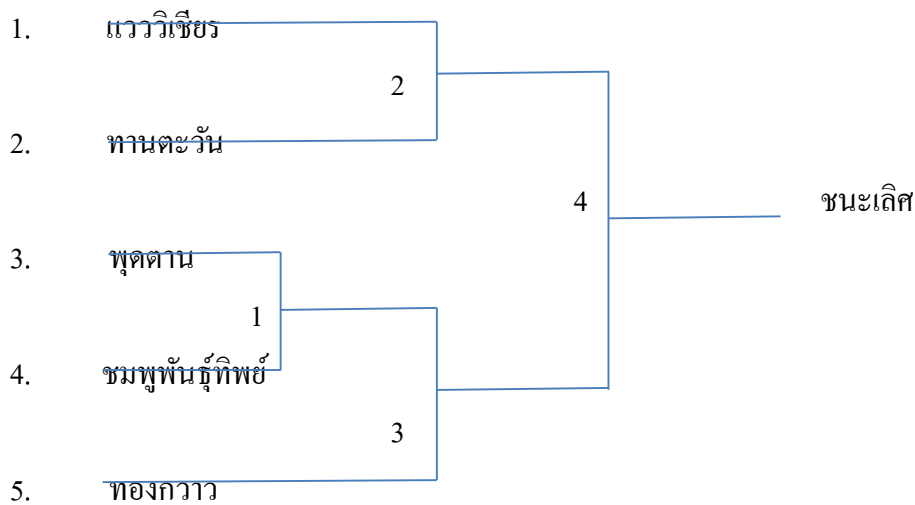 1. แววิเชียร
2
2. ทานตะวัน
4 ชนะเลิศ
3. พุดตาน
1
4. ชมพูพันธุ์ทิพย์
3
5. ทองกวาว